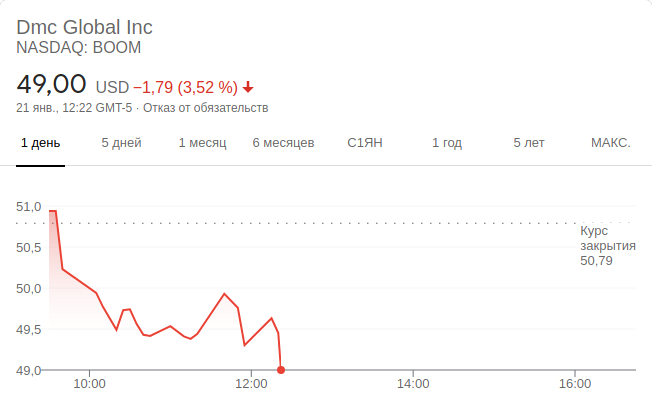 Dmc Global Inc
NASDAQ: BOOM
49,00 USD −1,79 (3,52 %)
21 янв., 12:22 GMT-5 · Отказ от обязательств
1 день 5 дней 1 месяц 6 месяцев С1ЯН 1 год 5 лет МАКС.
51,0
50,5
50,0
49,5
49,0
Курс
закрытия
50,79
10:00 12:00 14:00 16:00